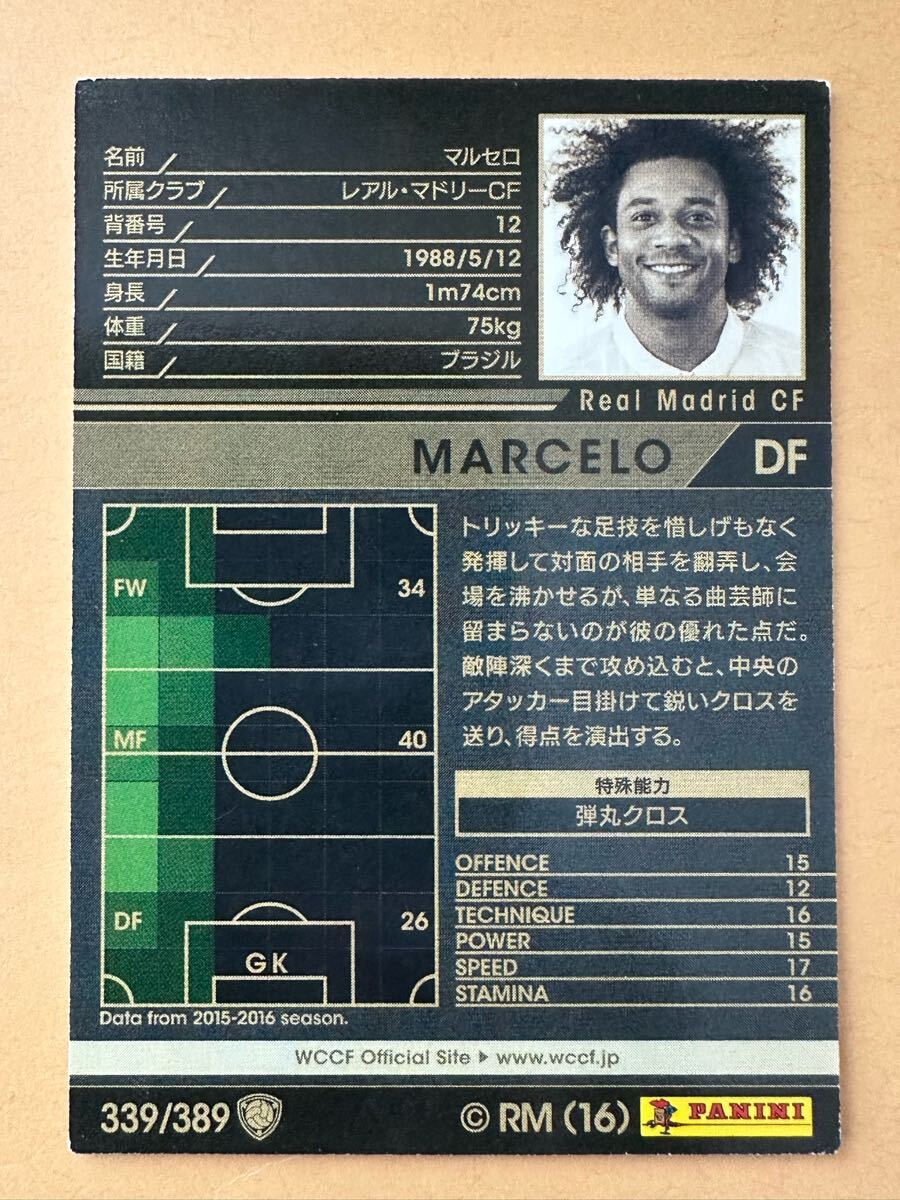 名前 マルセロ
所属クラブ レアル・マドリーCF
背番号 12
生年月日 1988/5/12
身長 1m74cm
体重 75kg
国籍 ブラジル
Real Madrid CF
MARCELO DF
FW 34
MF 40
DF 26
GK
Data from 2015-2016 season.
トリッキーな足技を惜しげもなく
発揮して対面の相手を翻弄し、会
場を沸かせるが、単なる曲芸師に
留まらないのが彼の優れた点だ。
敵陣深くまで攻め込むと、中央の
アタッカー目掛けて鋭いクロスを
送り、得点を演出する。
特殊能力
弾丸クロス
OFFENCE 15
DEFENCE 12
TECHNIQUE 16
POWER 15
SPEED 17
STAMINA 16
WCCF Official Site ▶ www.wccf.jp
339/389 © RM (16) PANINI